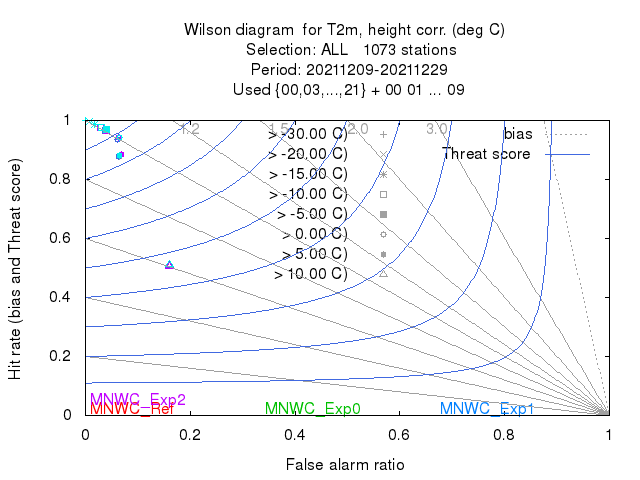 Wilson diagram  for T2m, height corr. (deg C)
Selection: ALL   1073 stations
Period: 20211209-20211229
Used {00,03,...,21} + 00 01 ... 09
1.2 1.5 2.0 3.0
> -30.00 C)
> -20.00 C)
> -15.00 C)
> -10.00 C)
> -5.00 C)
> 0.00 C)
> 5.00 C)
> 10.00 C)
bias
Threat score
Hit rate (bias and Threat score)
1
0.8
0.6
0.4
0.2
0
MNWC_Exp2
MNWC_Ref MNWC_Exp0 MNWC_Exp1
0 0.2 0.4 0.6 0.8 1
False alarm ratio